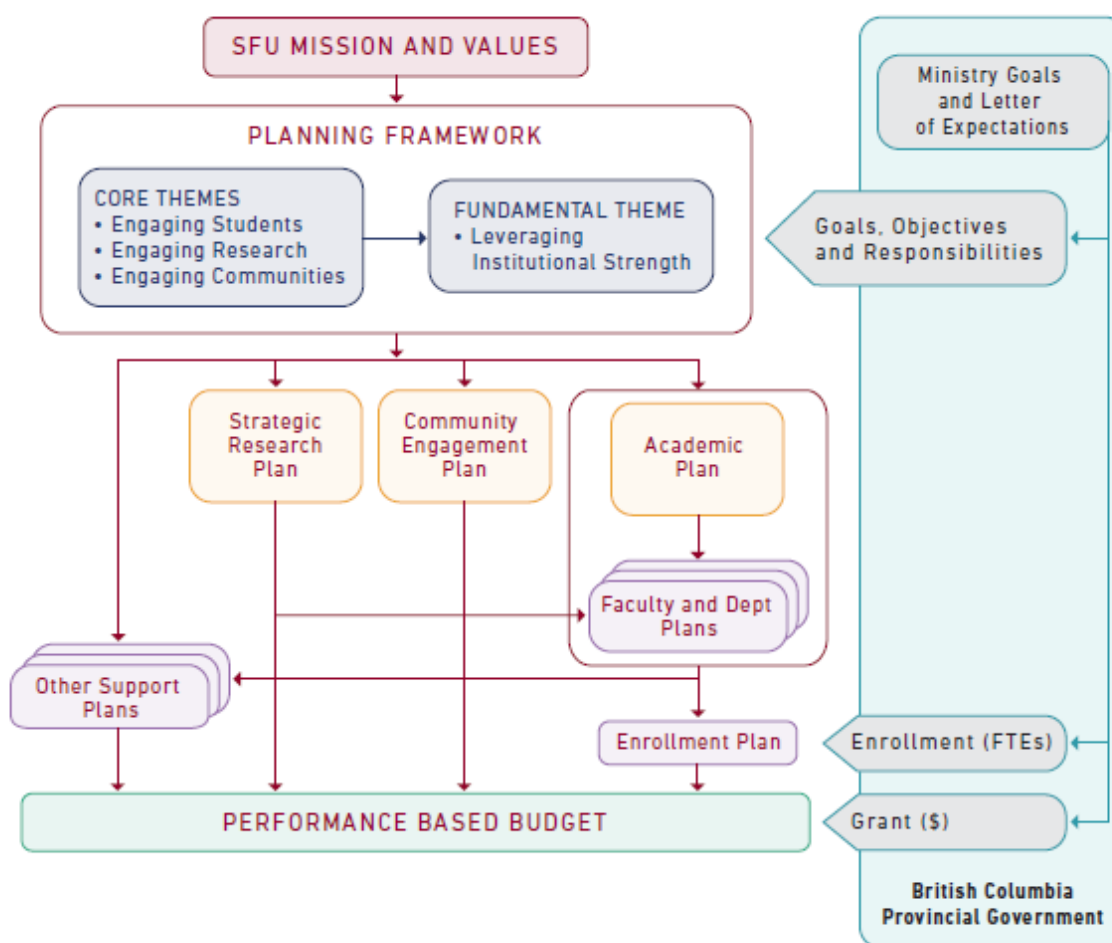 SFU MISSION AND VALUES
PLANNING FRAMEWORK
CORE THEMES
• Engaging Students
• Engaging Research
• Engaging Communities
FUNDAMENTAL THEME
• Leveraging
Institutional Strength
Ministry Goals
and Letter
of Expectations
Goals, Objectives
and Responsibilities
Strategic
Research
Plan
Community
Engagement
Plan
Academic
Plan
Faculty and Dept
Plans
Other Support
Plans
Enrollment Plan
Enrollment (FTEs)
PERFORMANCE BASED BUDGET
Grant ($)
British Columbia
Provincial Government